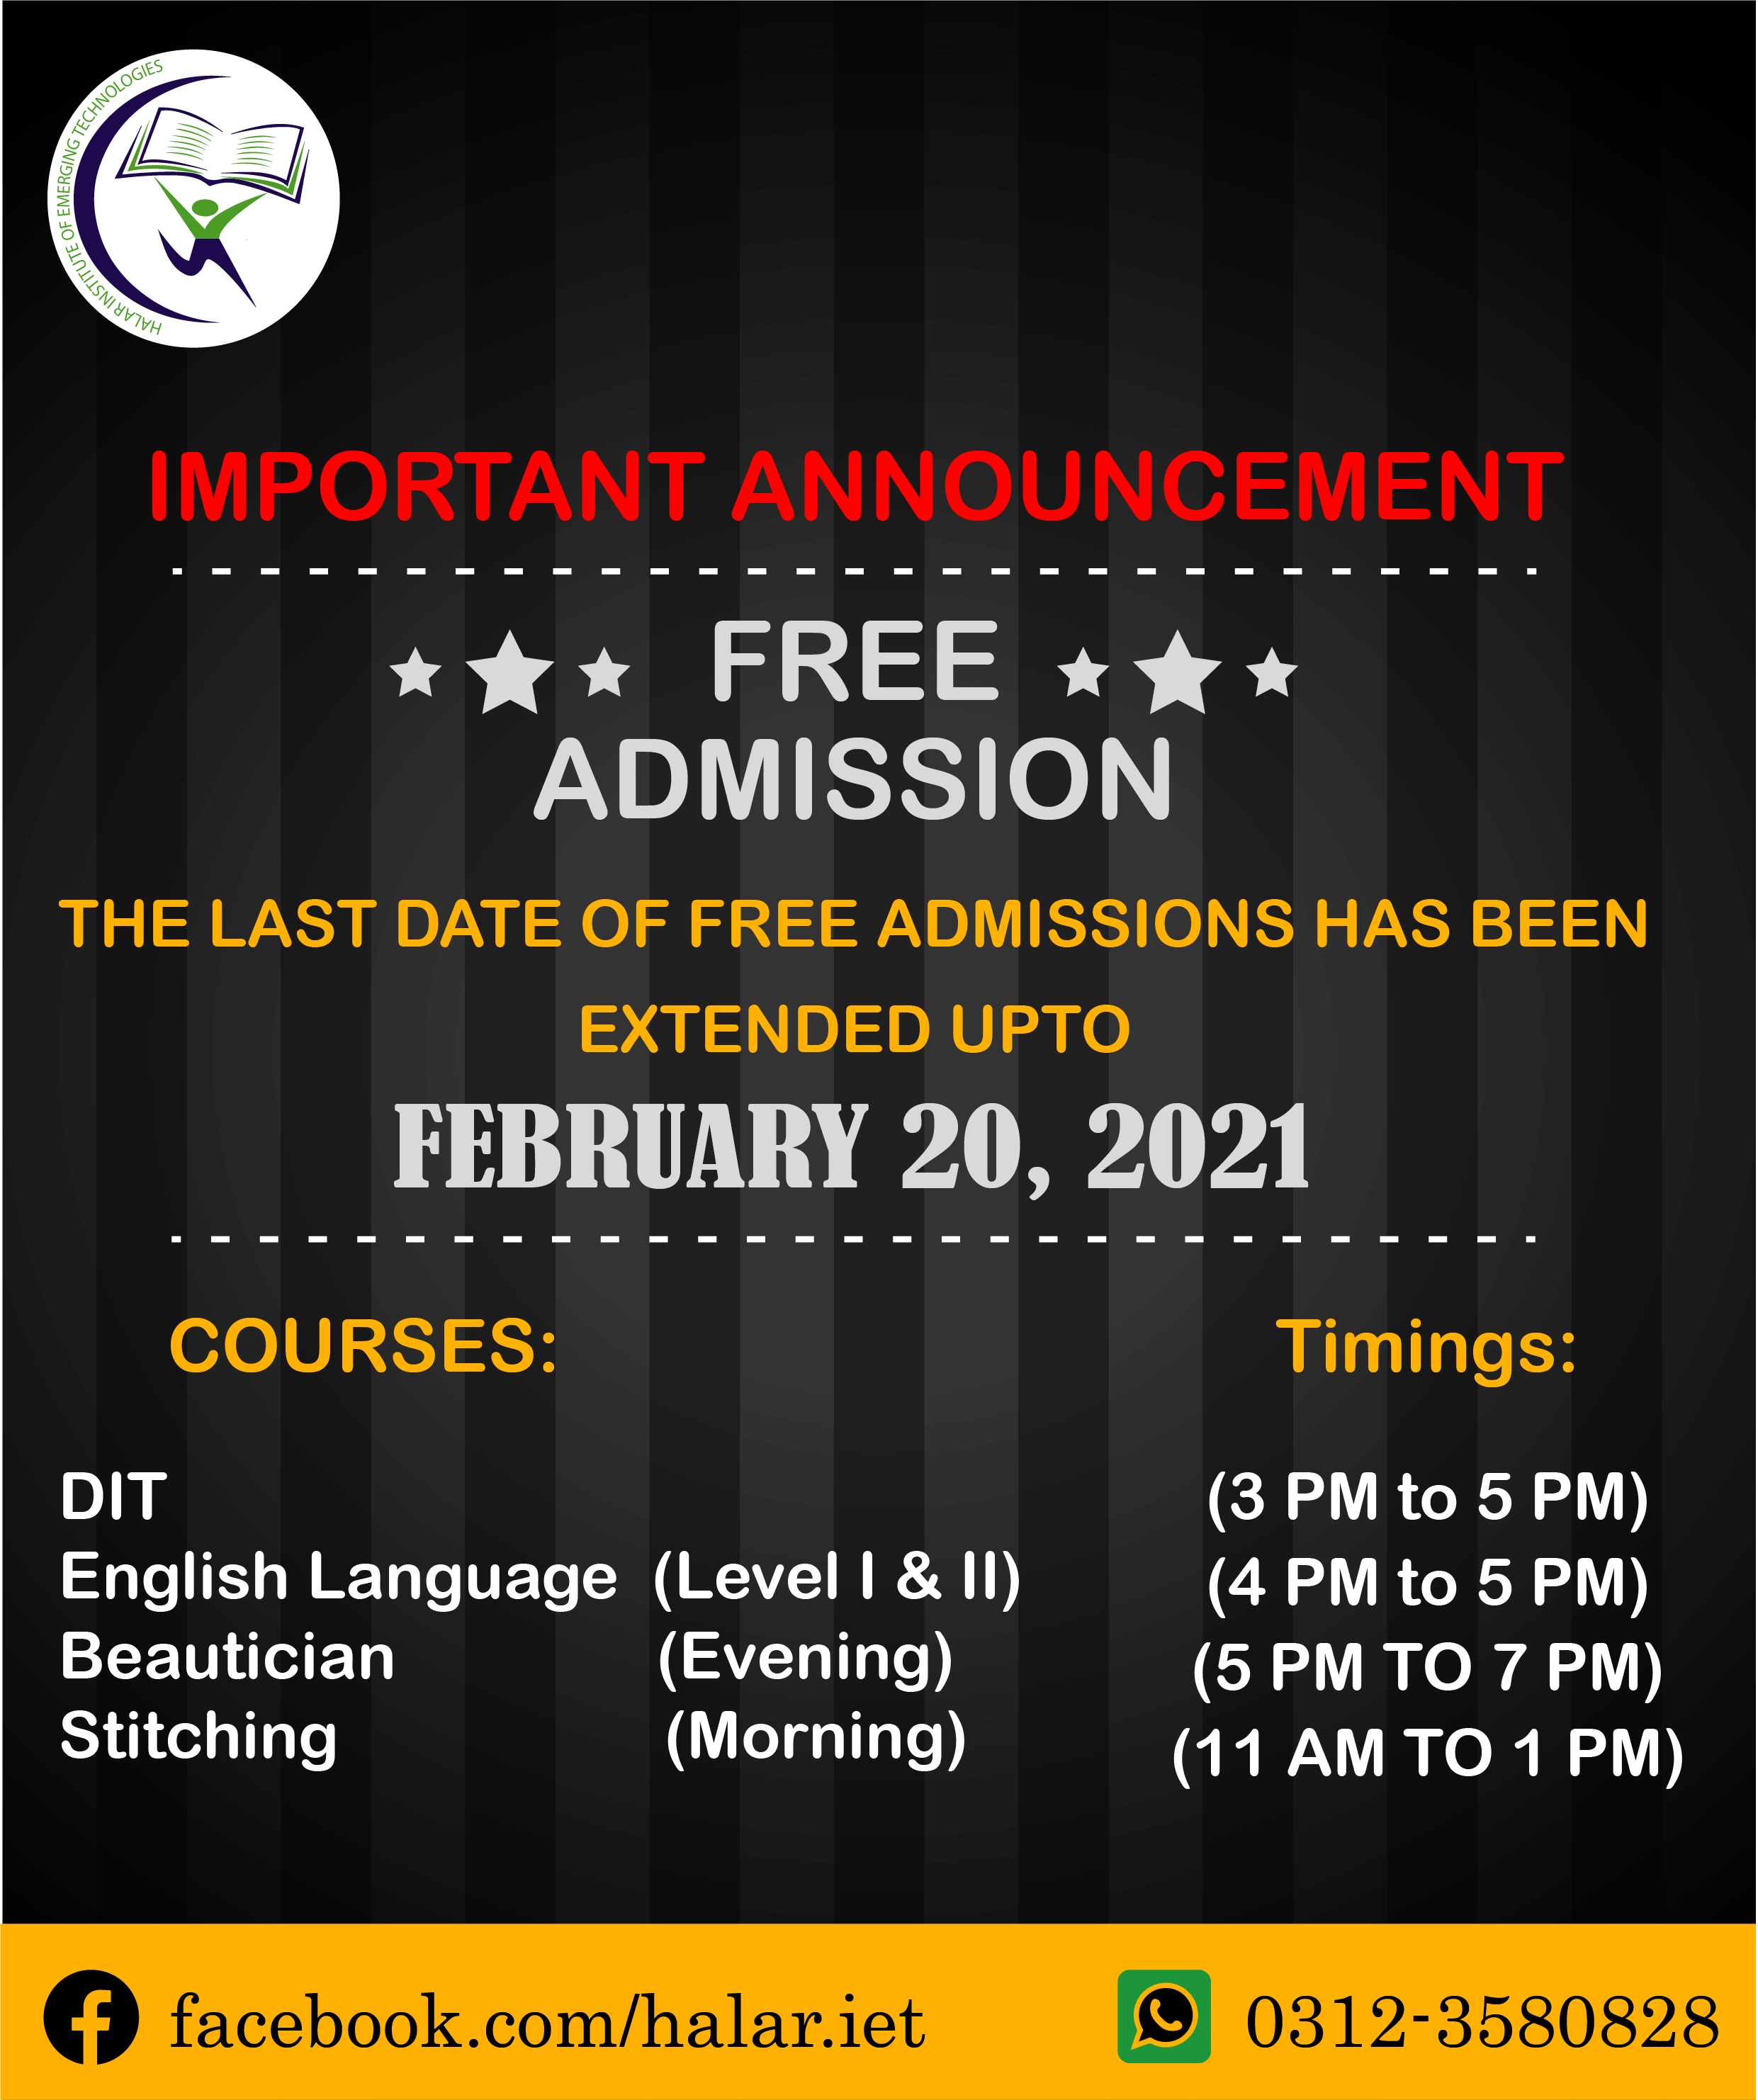 HALAR INSTITUTE OF EMERGING TECHNOLOGIES
IMPORTANT ANNOUNCEMENT
FREE
ADMISSION
THE LAST DATE OF FREE ADMISSIONS HAS BEEN
EXTENDED UPTO
FEBRUARY 20, 2021
COURSES: Timings:
DIT (3 PM to 5 PM)
English Language (Level I & II) (4 PM to 5 PM)
Beautician (Evening) (5 PM TO 7 PM)
Stitching (Morning) (11 AM TO 1 PM)
facebook.com/halar.iet 0312-3580828